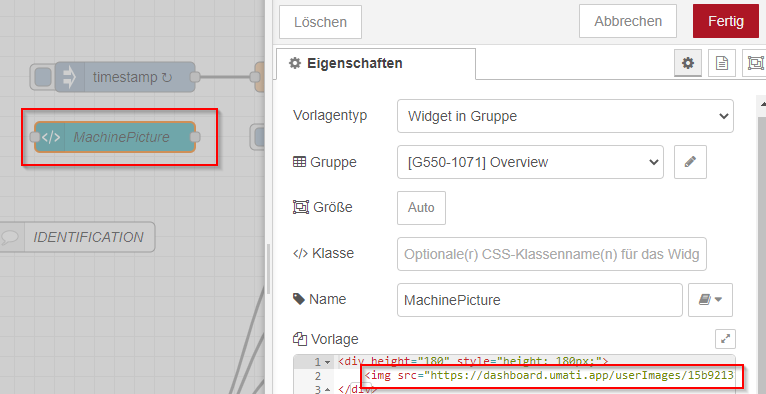 Löschen
Abbrechen
Fertig
Eigenschaften
timestamp ↻
MachinePicture
IDENTIFICATION
Vorlagentyp
Widget in Gruppe
Gruppe
[G550-1071] Overview
Größe
Auto
</> Klasse
Optionale(r) CSS-Klassenname(n) für das Widg
Name
MachinePicture
Vorlage
1 <div height="180" style="height: 180px;">
2 <img src="https://dashboard.umati.app/userImages/15b9213
3 </div>